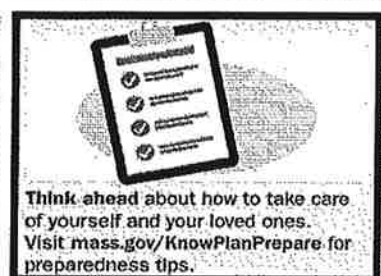 Think ahead about how to take care
of yourself and your loved ones.
Visit mass.gov/KnowPlanPrepare for
preparedness tips.